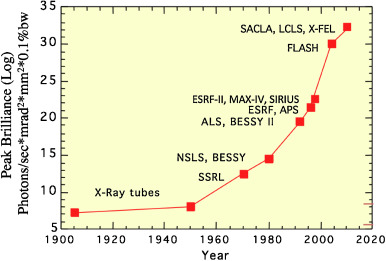 Peak Brilliance (Log)
Photons/sec*mrad²*mm²*0,1%bw
35
30
25
20
15
10
5
SACLA, LCLS, X-FEL
FLASH
ESRF-II, MAX-IV, SIRIUS
ESRF, APS
ALS, BESSY II
NSLS, BESSY
SSRL
X-Ray tubes
1900 1920 1940 1960 1980 2000 2020
Year